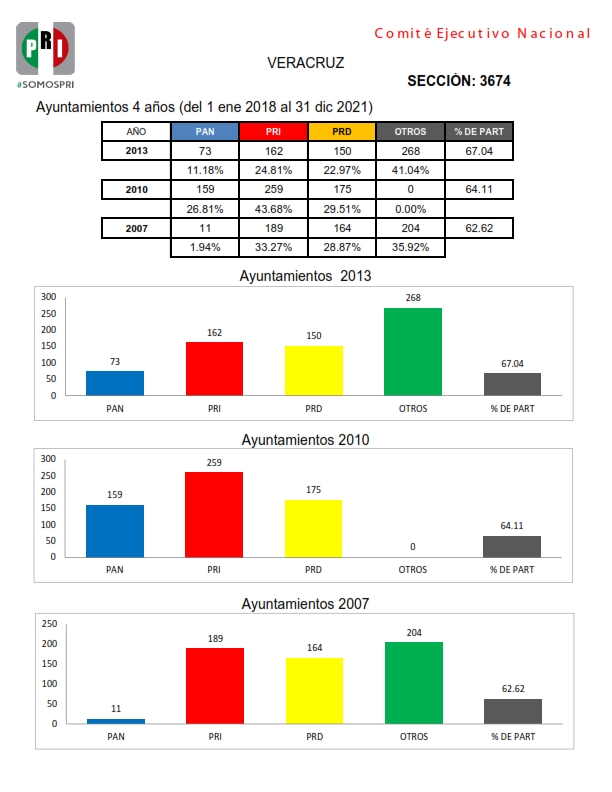 Comité Ejecutivo Nacional
PRI
#SOMOSPRI
VERACRUZ
SECCIÓN: 3674
Ayuntamientos 4 años (del 1 ene 2018 al 31 dic 2021)
AÑO PAN PRI PRD OTROS % DE PART
2013 73 162 150 268 67.04
11.18% 24.81% 22.97% 41.04%
2010 159 259 175 0 64.11
26.81% 43.68% 29.51% 0.00%
2007 11 189 164 204 62.62
1.94% 33.27% 28.87% 35.92%
Ayuntamientos 2013
300
250
200
150
100
50
0
73 162 150 268 67.04
PAN PRI PRD OTROS % DE PART
Ayuntamientos 2010
300
250
200
150
100
50
0
159 259 175 0 64.11
PAN PRI PRD OTROS % DE PART
Ayuntamientos 2007
250
200
150
100
50
0
11 189 164 204 62.62
PAN PRI PRD OTROS % DE PART